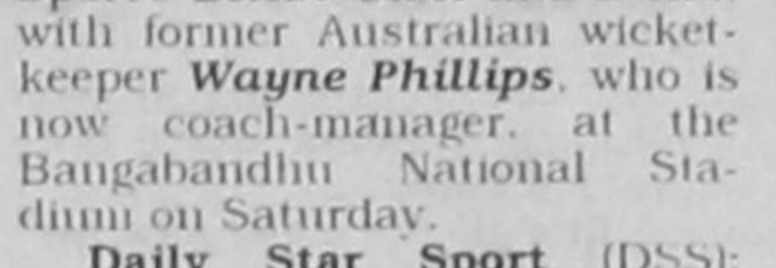 with former Australian wicket-
keeper Wayne Phillips, who is
now coach-manager, at the
Bangabandhu National Sta-
dium on Saturday.
Daily Star Sport (DSS):